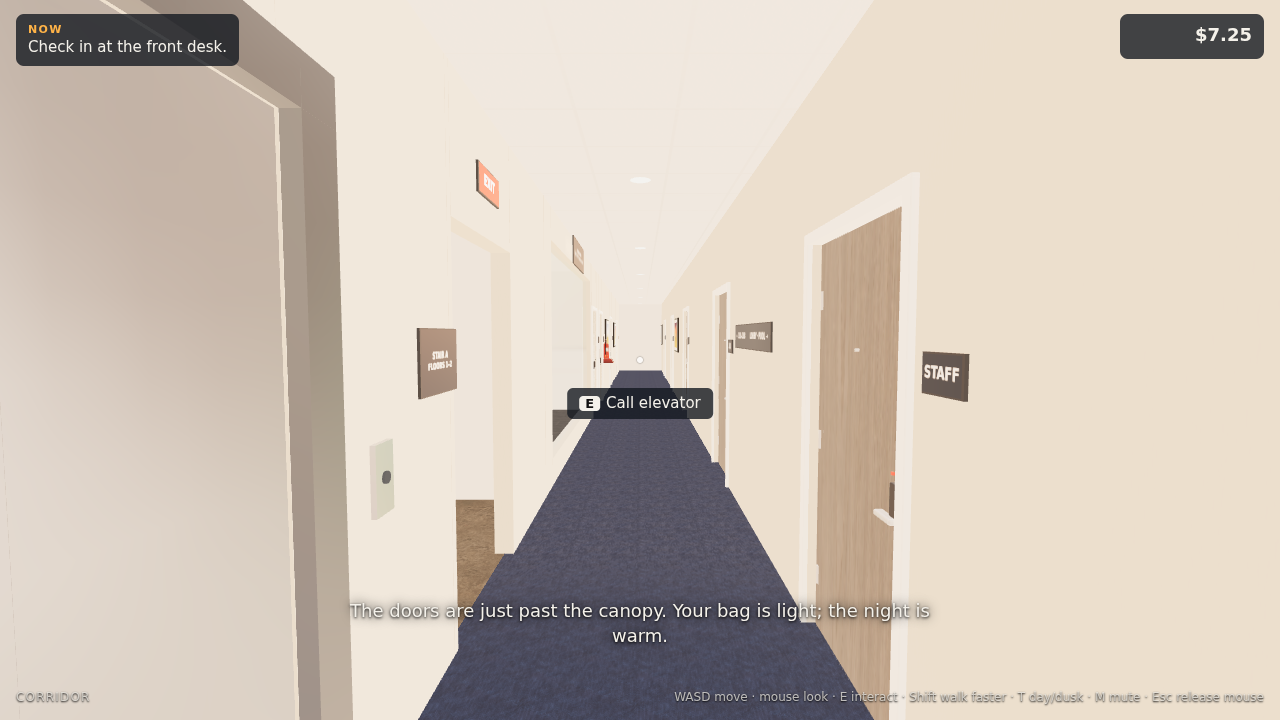 NOW
Check in at the front desk.
$7.25
EXIT
STAIR A
FLOORS 1-3
STAFF
E Call elevator
The doors are just past the canopy. Your bag is light; the night is
warm.
CORRIDOR
WASD move · mouse look · E interact · Shift walk faster · T day/dusk · M mute · Esc release mouse